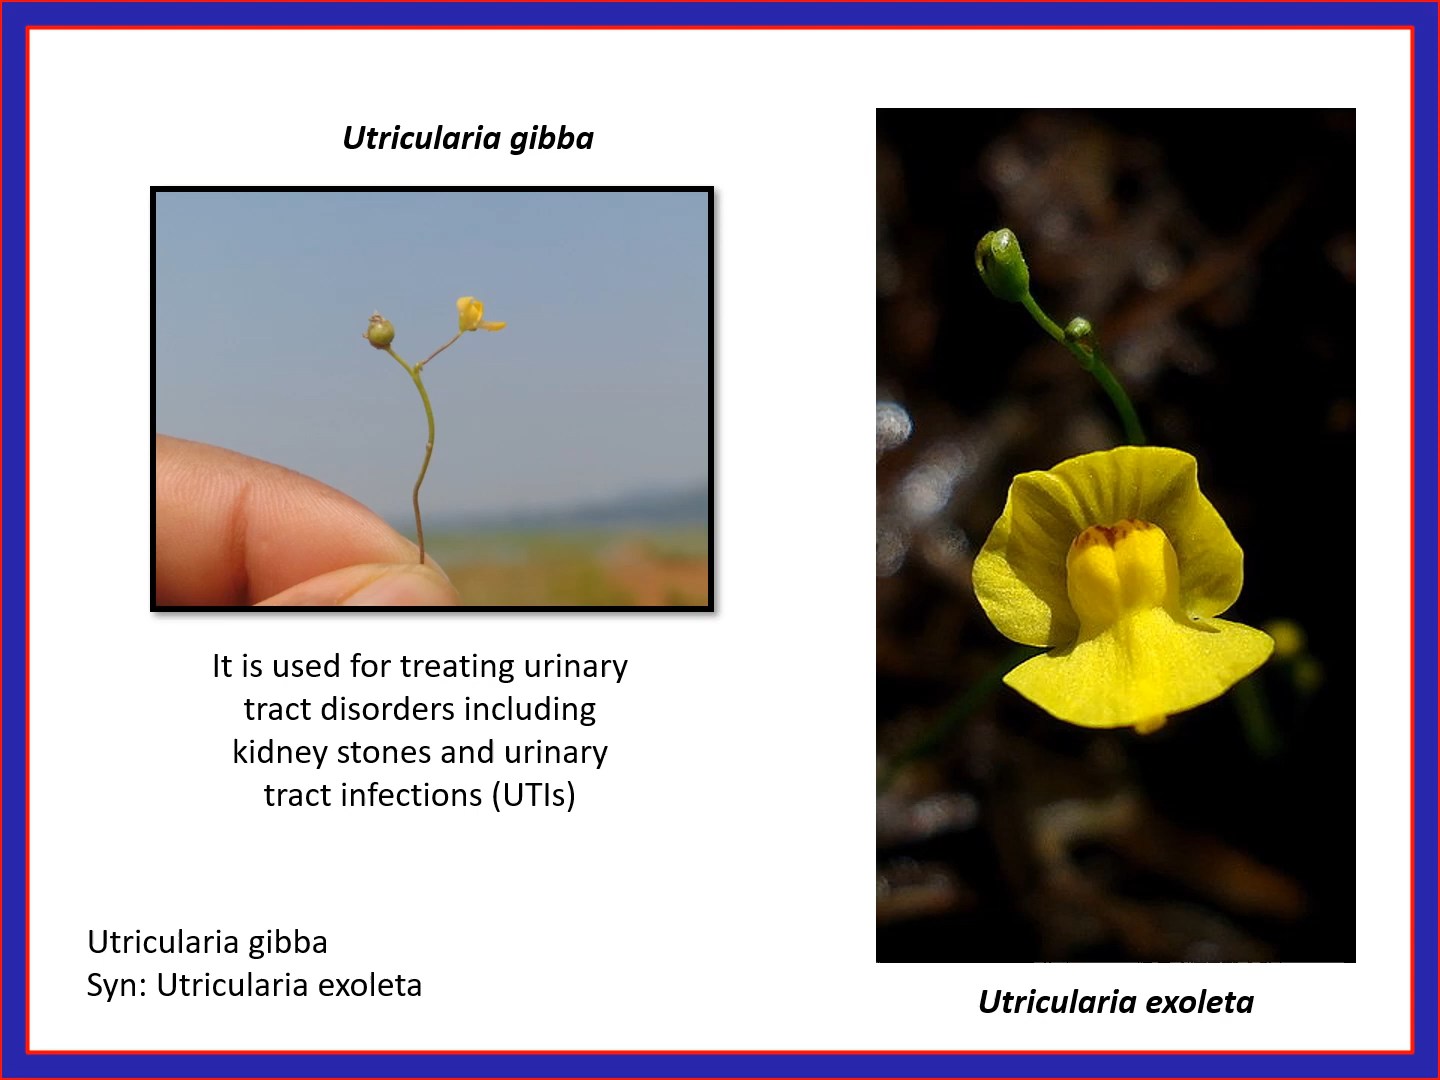 Utricularia gibba
It is used for treating urinary
tract disorders including
kidney stones and urinary
tract infections (UTIs)
Utricularia gibba
Syn: Utricularia exoleta
Utricularia exoleta